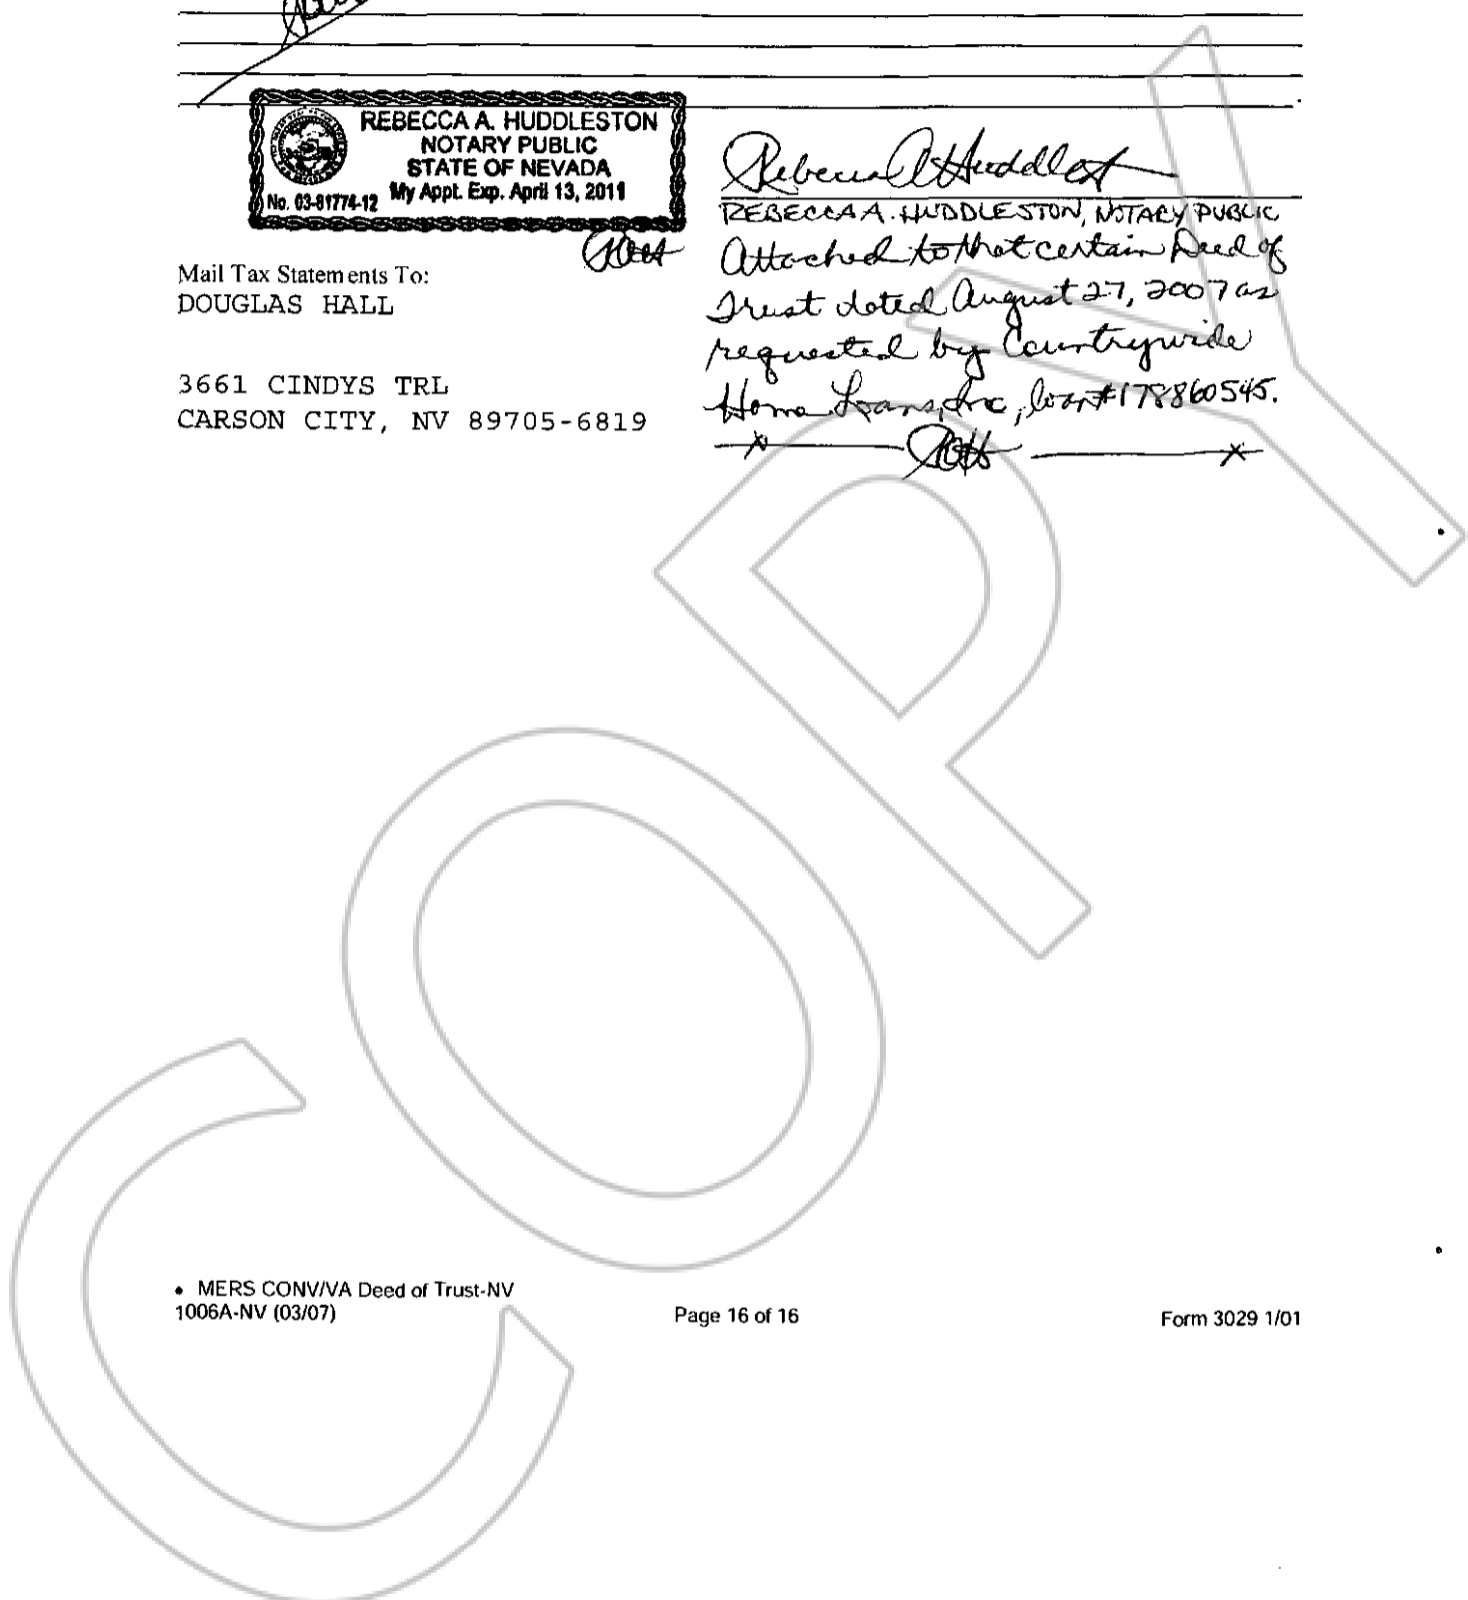 REBECCA A. HUDDLESTON
NOTARY PUBLIC
STATE OF NEVADA
My Appt. Exp. April 13, 2011
No. 03-81774-12
Rebecca A Huddleston
REBECCA A. HUDDLESTON, NOTARY PUBLIC
Attached to that certain Deed of
Trust dated August 27, 2007 as
requested by Countrywide
Home Loans, Inc, loan #178860545.
Mail Tax Statements To:
DOUGLAS HALL
3661 CINDYS TRL
CARSON CITY, NV 89705-6819
COPY
• MERS CONV/VA Deed of Trust-NV
1006A-NV (03/07)
Page 16 of 16
Form 3029 1/01